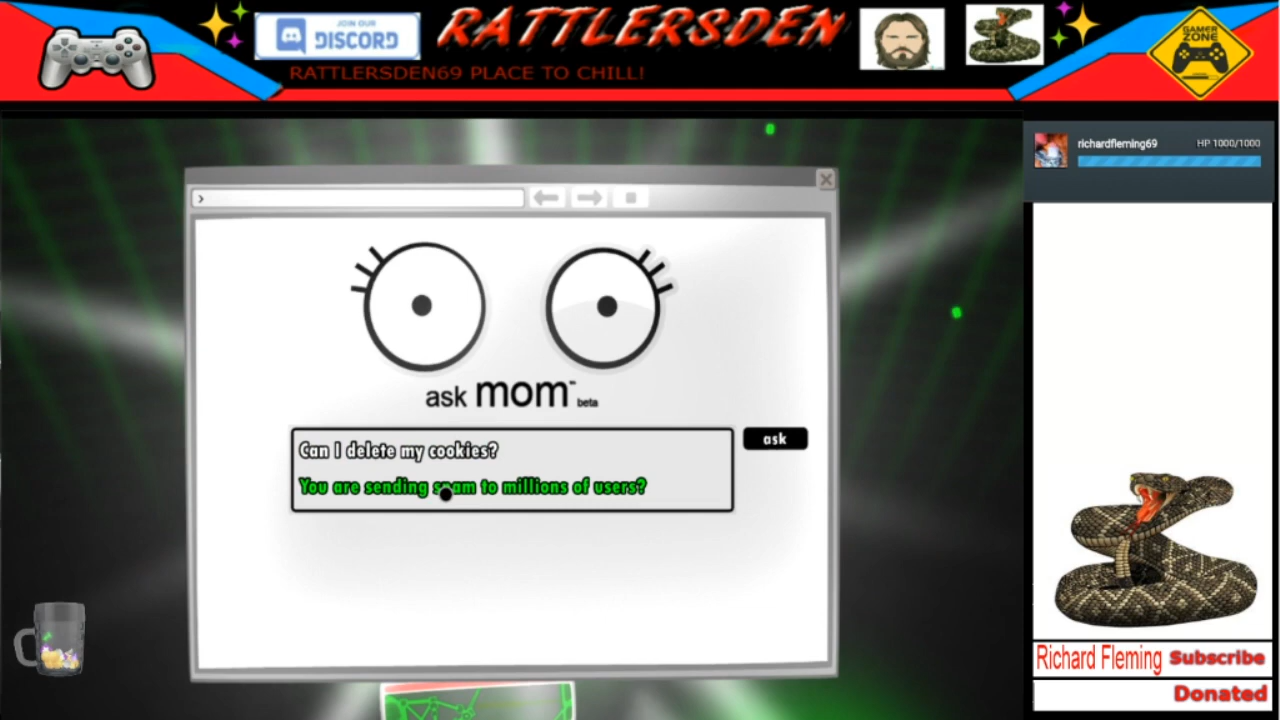 JOIN OUR
DISCORD
RATTLERSDEN
RATTLERSDEN69 PLACE TO CHILL!
GAMER
ZONE
richardfleming69
HP 1000/1000
>
ask mom™
beta
Can I delete my cookies?
ask
You are sending spam to millions of users?
Richard Fleming
Subscribe
Donated